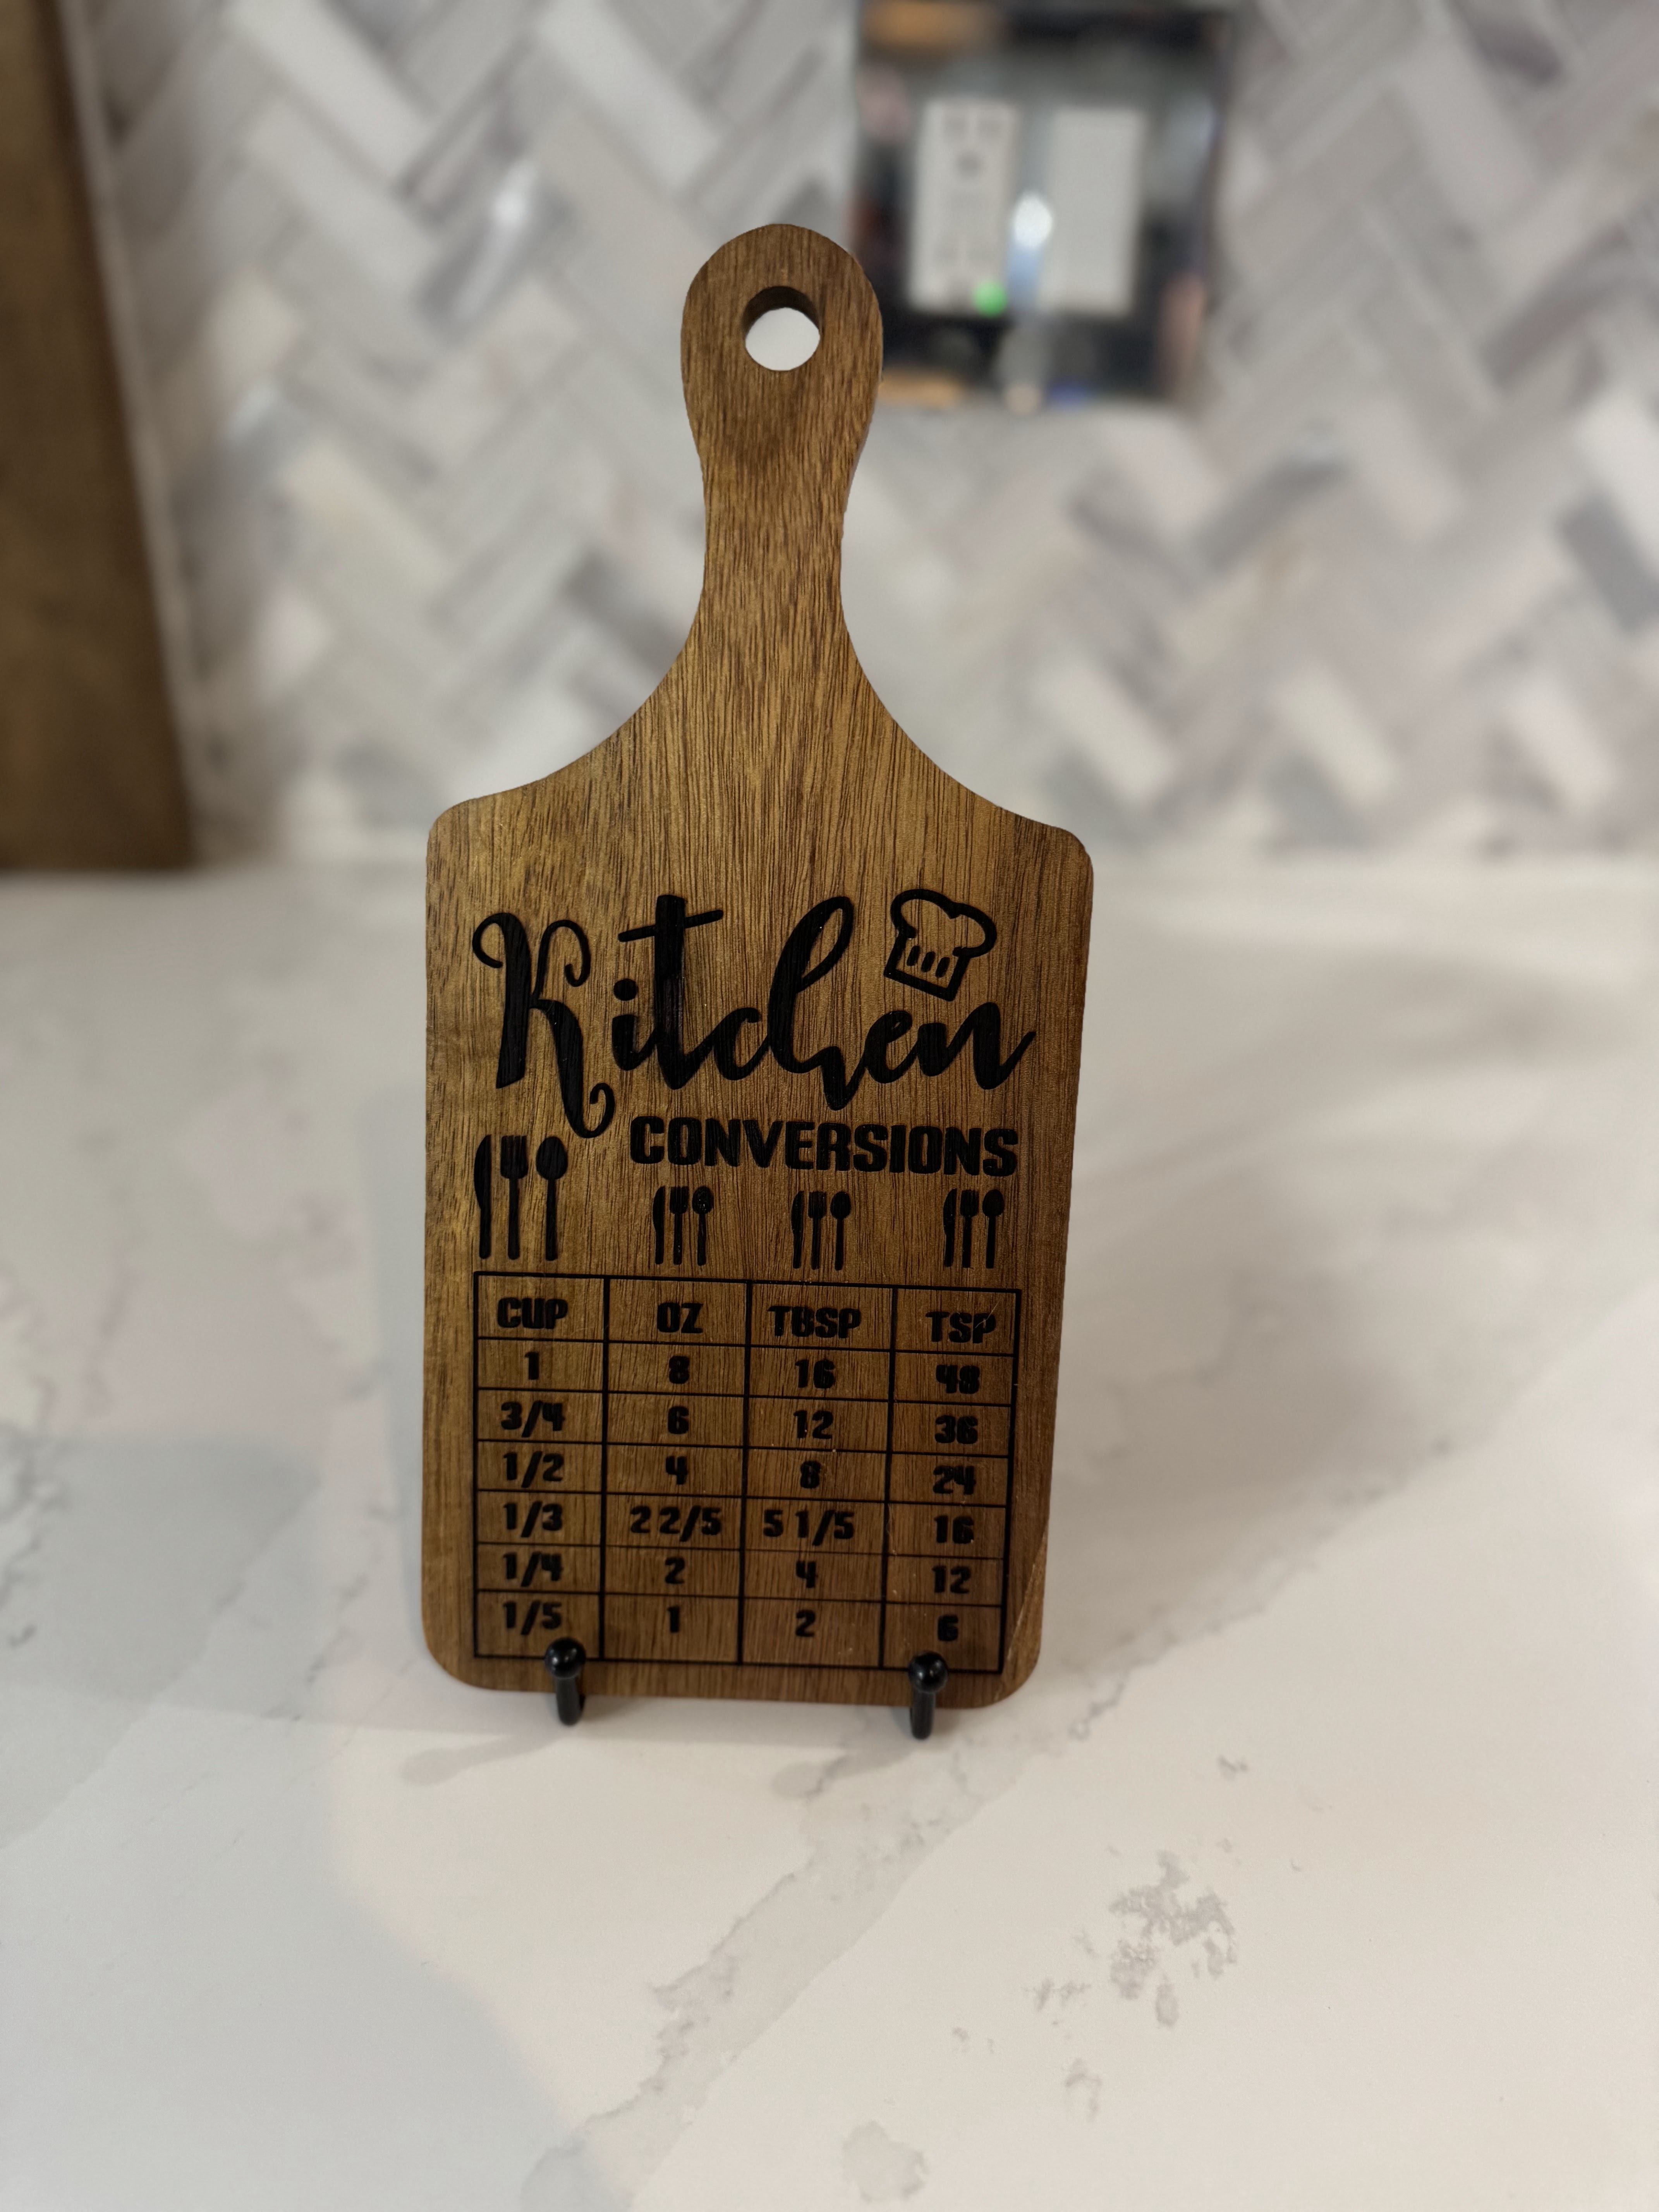 Kitchen
CONVERSIONS
CUP OZ TBSP TSP
1 8 16 48
3/4 6 12 36
1/2 4 8 24
1/3 2 2/5 5 1/5 16
1/4 2 4 12
1/5 1 2 6